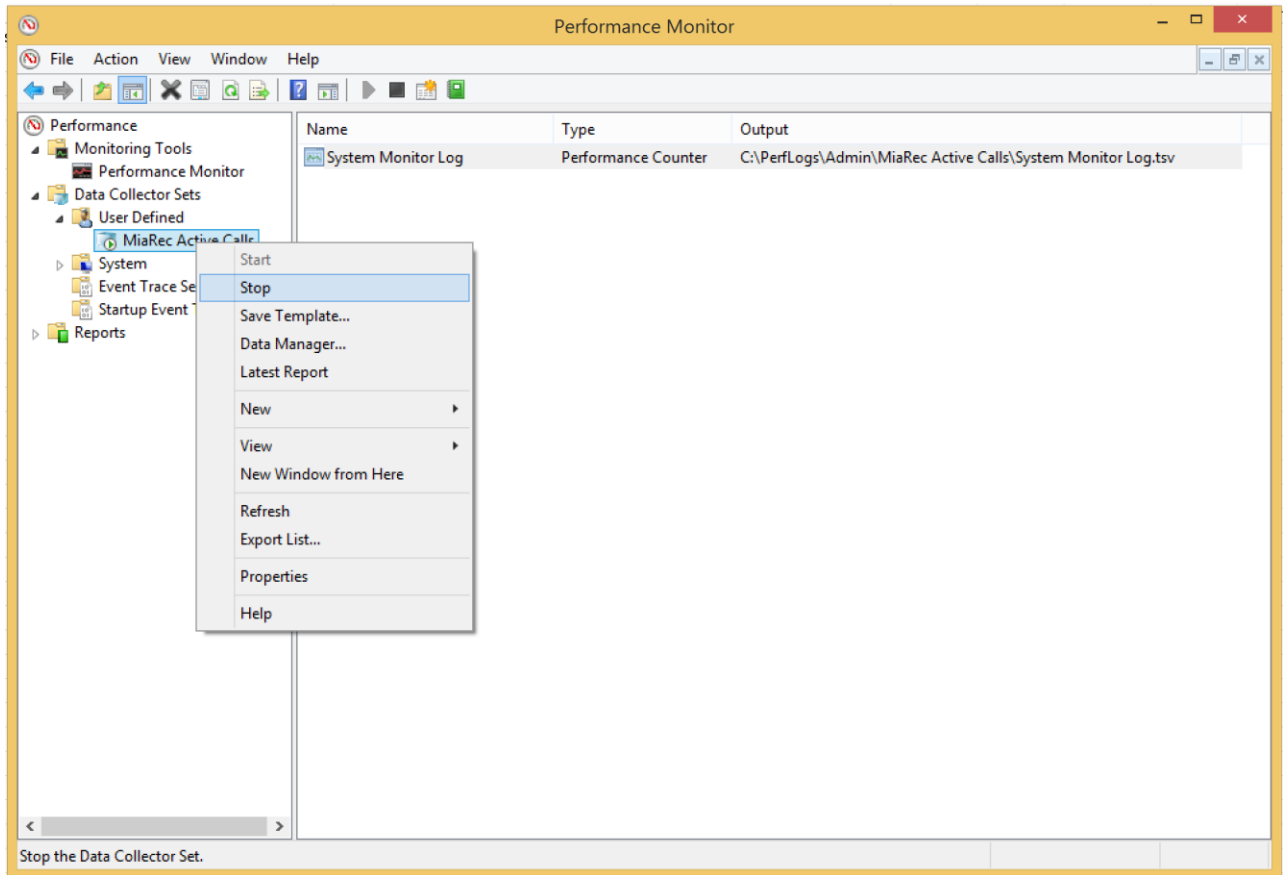 Performance Monitor
File Action View Window Help
Performance
Monitoring Tools
Performance Monitor
Data Collector Sets
User Defined
MiaRec Active Calls
System
Event Trace Se
Startup Event
Reports
Name Type Output
System Monitor Log Performance Counter C:\PerfLogs\Admin\MiaRec Active Calls\System Monitor Log.tsv
Start
Stop
Save Template...
Data Manager...
Latest Report
New
View
New Window from Here
Refresh
Export List...
Properties
Help
Stop the Data Collector Set.